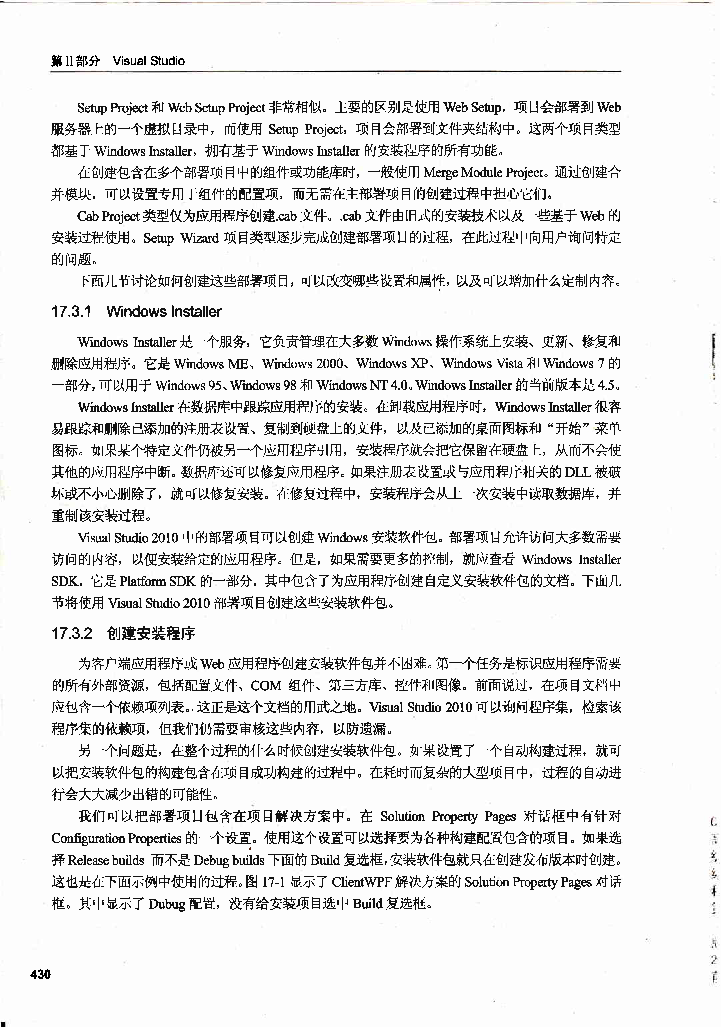 第Ⅱ部分 Visual Studio
Setup Project 和 Web Setup Project 非常相似。主要的区别是使用 Web Setup，项目会部署到 Web
服务器上的一个虚拟目录中，而使用 Setup Project，项目会部署到文件夹结构中。这两个项目类型
都基于 Windows Installer，拥有基于 Windows Installer 的安装程序的所有功能。
在创建包含在多个部署项目中的组件或功能库时，一般使用 Merge Module Project。通过创建合
并模块，可以设置专用于组件的配置项，而无需在主部署项目的创建过程中担心它们。
Cab Project 类型仅为应用程序创建.cab 文件。.cab 文件由旧式的安装技术以及一些基于 Web 的
安装过程使用。Setup Wizard 项目类型逐步完成创建部署项目的过程，在此过程中向用户询问特定
的问题。
下面几节讨论如何创建这些部署项目，可以改变哪些设置和属性，以及可以增加什么定制内容。
17.3.1 Windows Installer
Windows Installer 是一个服务，它负责管理在大多数 Windows 操作系统上安装、更新、修复和
删除应用程序。它是 Windows ME、Windows 2000、Windows XP、Windows Vista 和 Windows 7 的
一部分，可以用于 Windows 95、Windows 98 和 Windows NT 4.0。Windows Installer 的当前版本是 4.5。
Windows Installer 在数据库中跟踪应用程序的安装。在卸载应用程序时，Windows Installer 很容
易跟踪和删除已添加的注册表设置、复制到硬盘上的文件，以及已添加的桌面图标和“开始”菜单
图标。如果某个特定文件仍被另一个应用程序引用，安装程序就会把它保留在硬盘上，从而不会使
其他的应用程序中断。数据库还可以修复应用程序。如果注册表设置或与应用程序相关的 DLL 被破
坏或不小心删除了，就可以修复安装。在修复过程中，安装程序会从上一次安装中读取数据库，并
重制该安装过程。
Visual Studio 2010 中的部署项目可以创建 Windows 安装软件包。部署项目允许访问大多数需要
访问的内容，以便安装给定的应用程序。但是，如果需要更多的控制，就应查看 Windows Installer
SDK，它是 Platform SDK 的一部分，其中包含了为应用程序创建自定义安装软件包的文档。下面几
节将使用 Visual Studio 2010 部署项目创建这些安装软件包。
17.3.2 创建安装程序
为客户端应用程序或 Web 应用程序创建安装软件包并不困难。第一个任务是标识应用程序需要
的所有外部资源，包括配置文件、COM 组件、第三方库、控件和图像。前面说过，在项目文档中
应包含一个依赖项列表。这正是这个文档的用武之地。Visual Studio 2010 可以询问程序集，检索该
程序集的依赖项，但我们仍需要审核这些内容，以防遗漏。
另一个问题是，在整个过程的什么时候创建安装软件包。如果设置了一个自动构建过程，就可
以把安装软件包的构建包含在项目成功构建的过程中。在耗时而复杂的大型项目中，过程的自动进
行会大大减少出错的可能性。
我们可以把部署项目包含在项目解决方案中。在 Solution Property Pages 对话框中有针对
Configuration Properties 的一个设置。使用这个设置可以选择要为各种构建配置包含的项目。如果选
择 Release builds 而不是 Debug builds 下面的 Build 复选框，安装软件包就只在创建发布版本时创建。
这也是在下面示例中使用的过程。图 17-1 显示了 ClientWPF 解决方案的 Solution Property Pages 对话
框。其中显示了 Dubug 配置，没有给安装项目选中 Build 复选框。
430